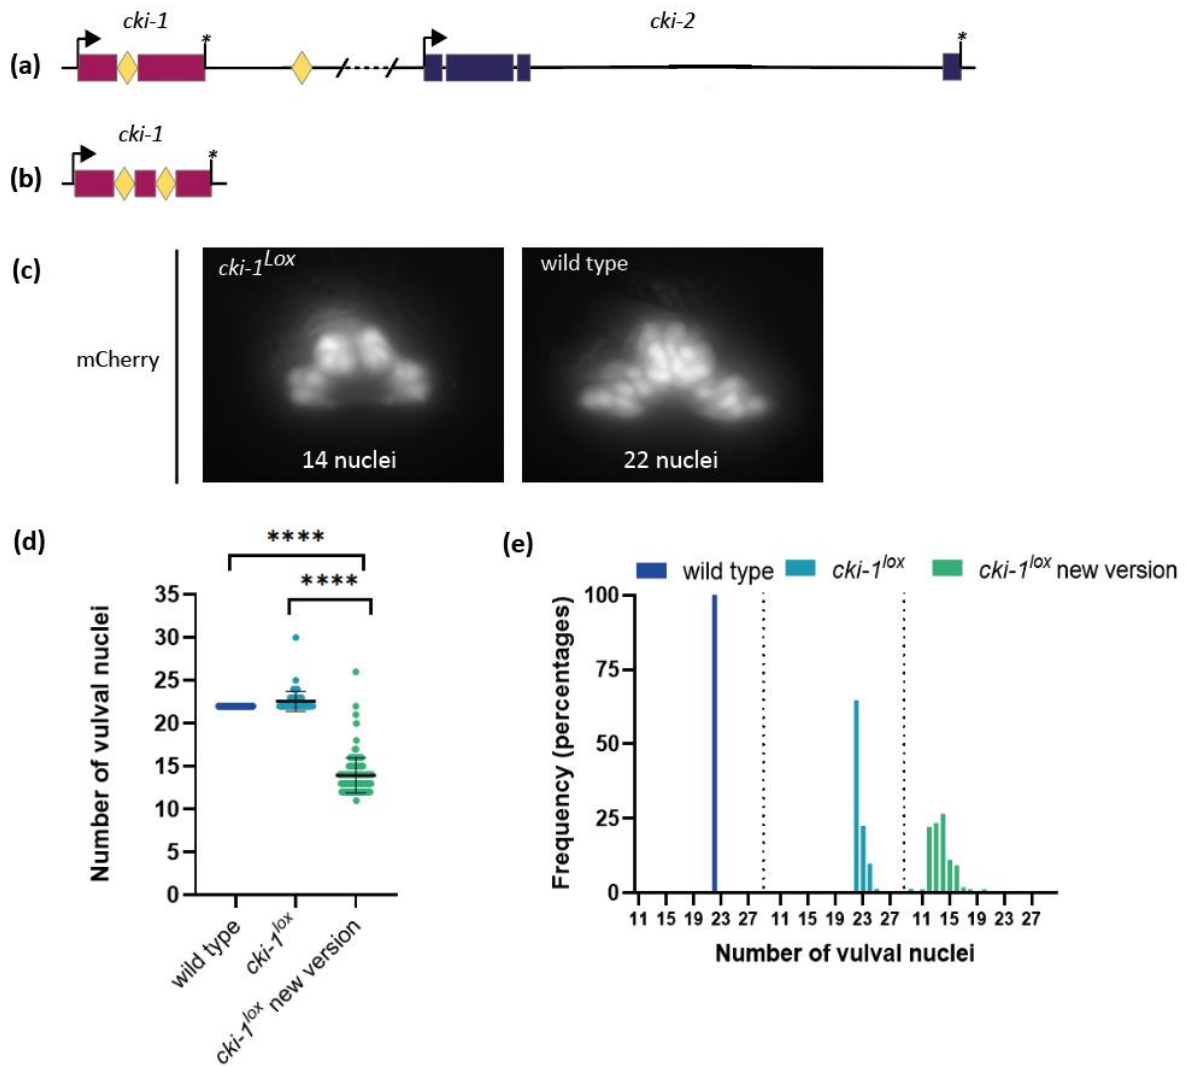 cki-1 * cki-2 *
(a)
cki-1 *
(b)
(c)
mCherry
cki-1Lox
14 nuclei
wild type
22 nuclei
(d)
****
****
Number of vulval nuclei
35
30
25
20
15
10
5
0
wild type
cki-1lox
cki-1lox new version
(e)
wild type cki-1lox cki-1lox new version
Frequency (percentages)
100
75
50
25
0
11 15 19 23 27 11 15 19 23 27 11 15 19 23 27
Number of vulval nuclei